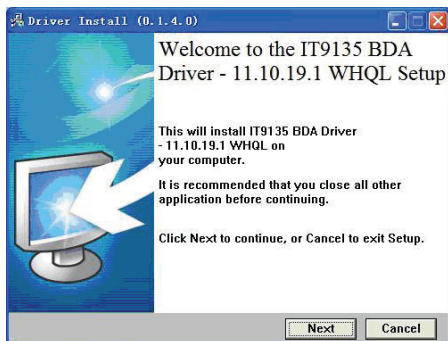 Driver Install (0.1.4.0)
Welcome to the IT9135 BDA
Driver - 11.10.19.1 WHQL Setup
This will install IT9135 BDA Driver
- 11.10.19.1 WHQL on
your computer.
It is recommended that you close all other
application before continuing.
Click Next to continue, or Cancel to exit Setup.
Next
Cancel